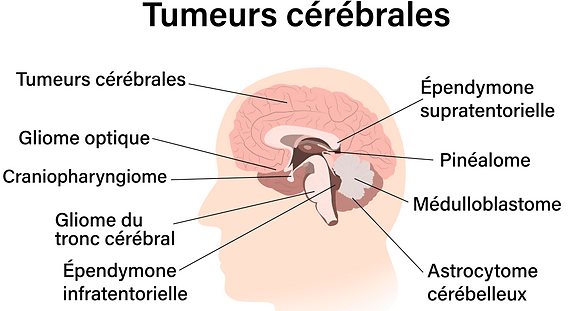 Tumeurs cérébrales
Tumeurs cérébrales
Gliome optique
Craniopharyngiome
Gliome du
tronc cérébral
Épendymone
infratentorielle
Épendymone
supratentorielle
Pinéalome
Médulloblastome
Astrocytome
cérébelleux